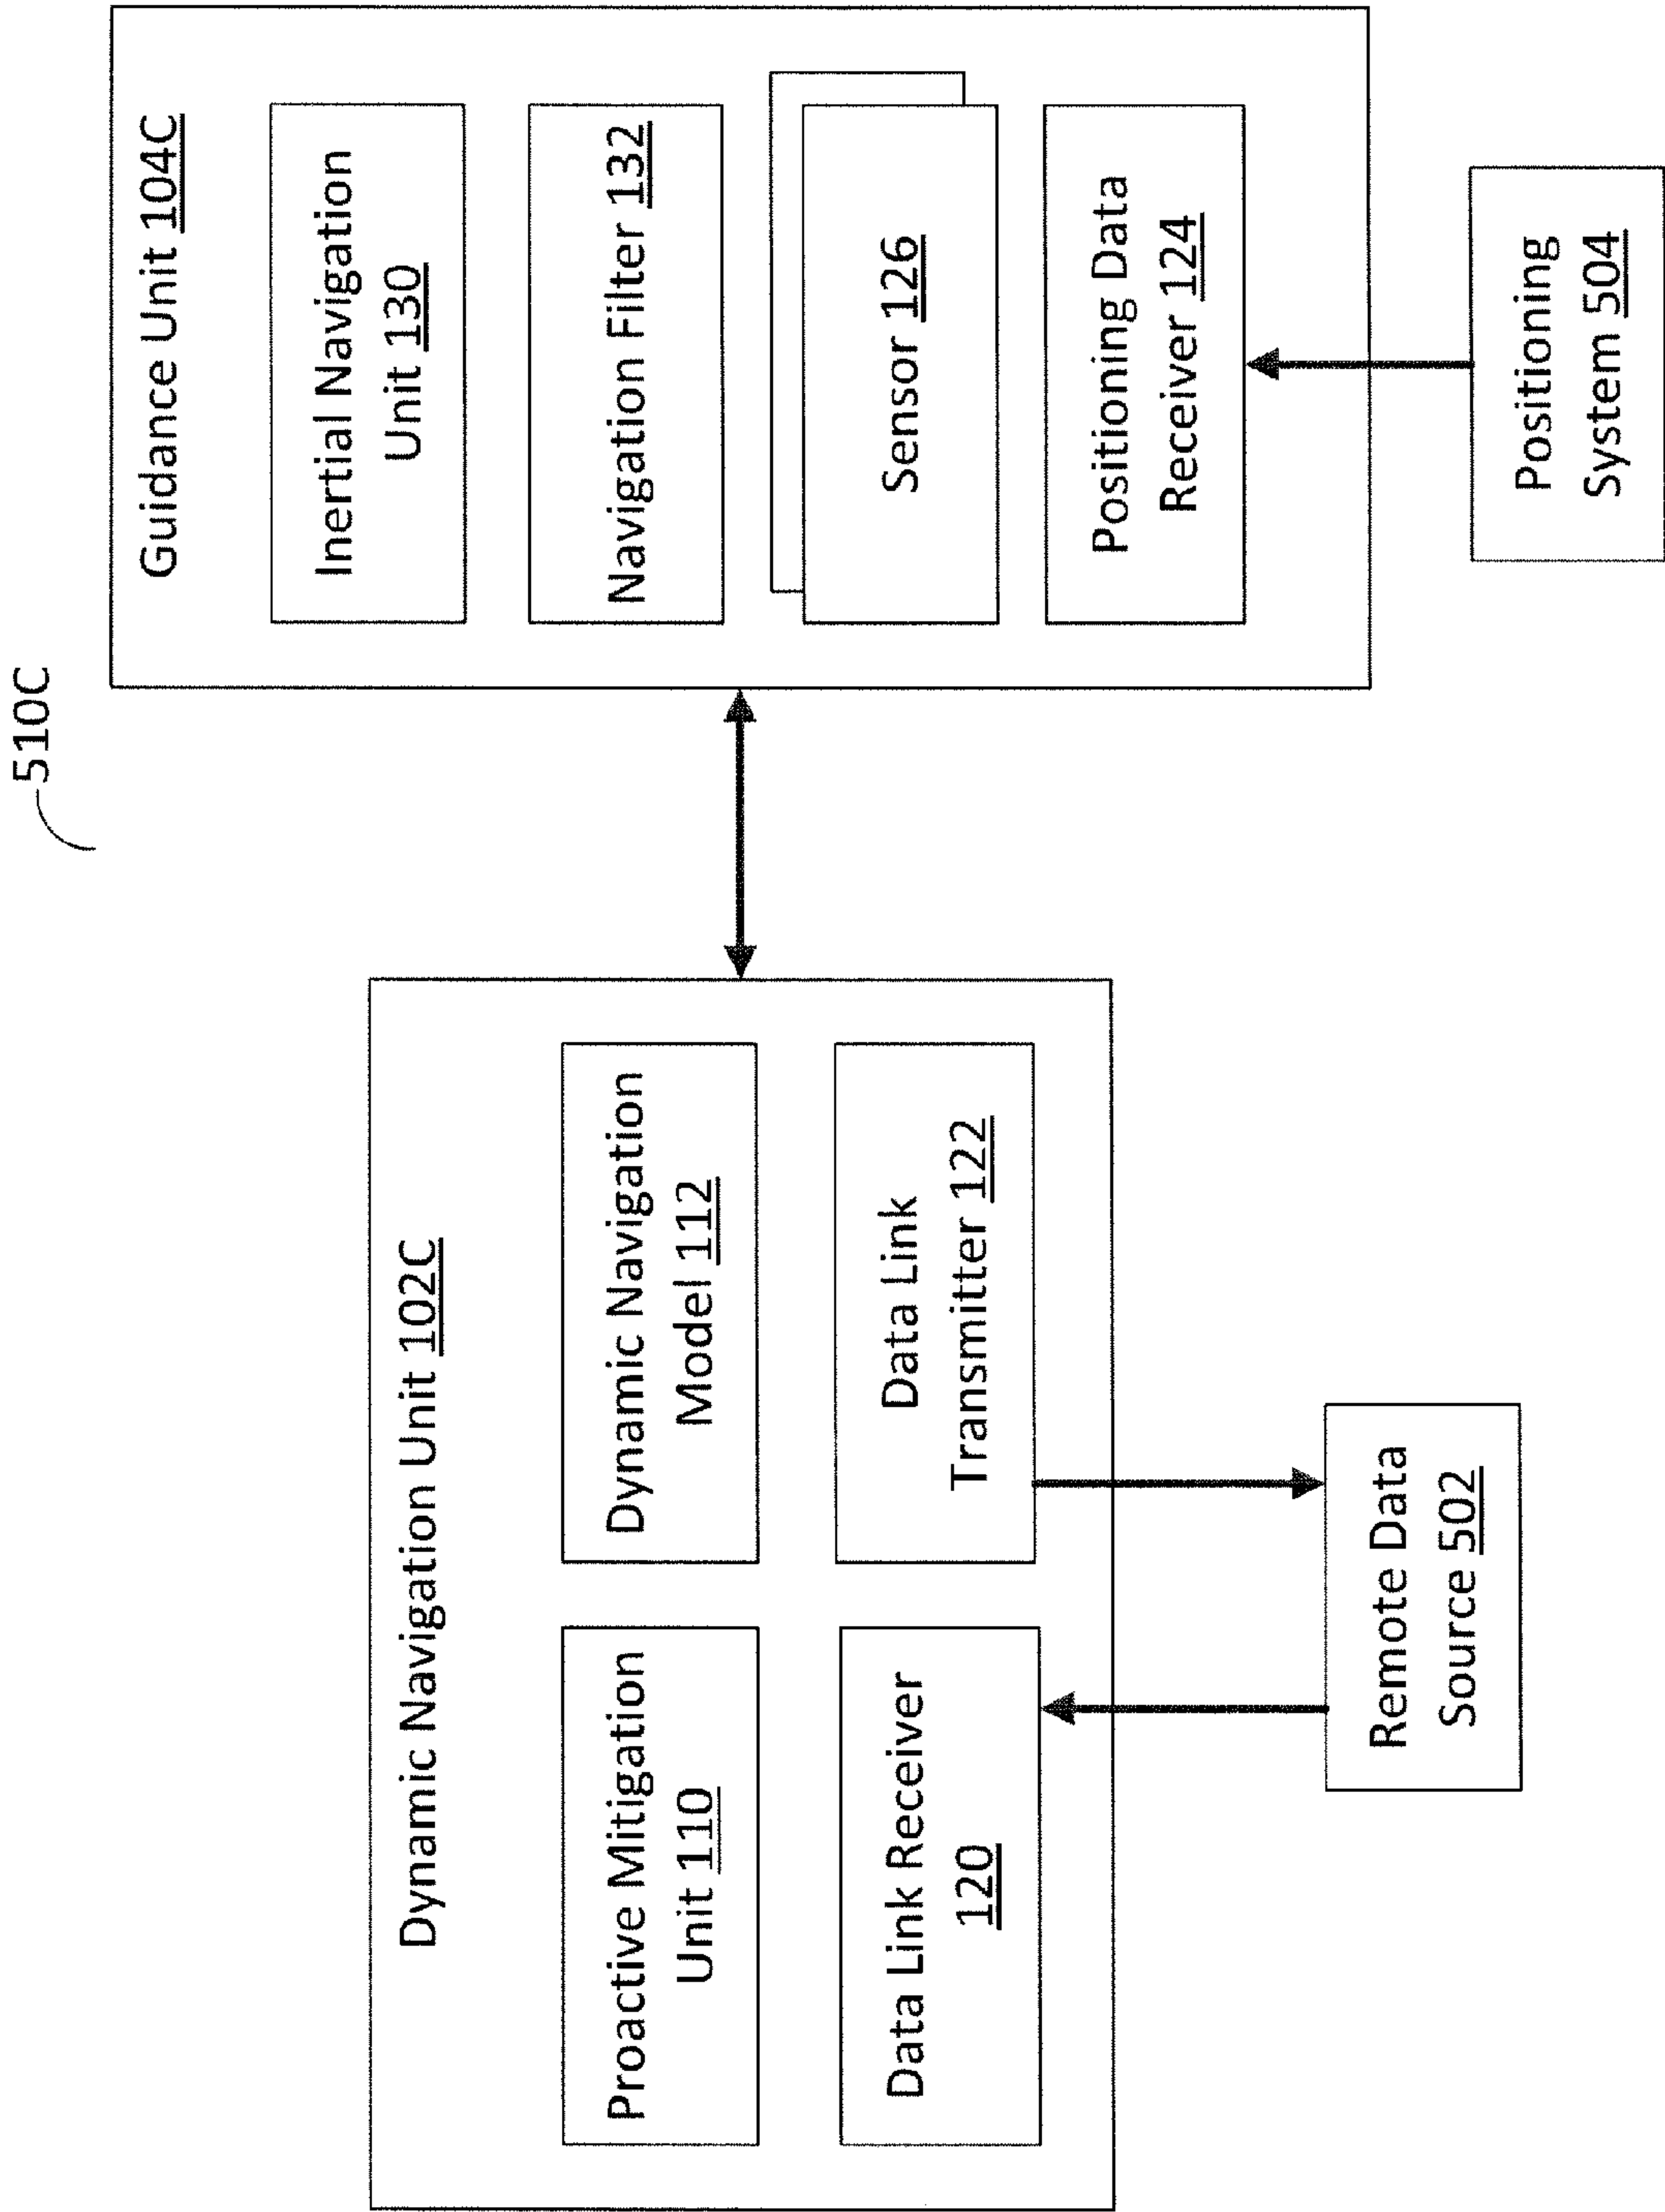 510C
Dynamic Navigation Unit 102C
Proactive Mitigation
Unit 110
Dynamic Navigation
Model 112
Data Link Receiver
120
Data Link
Transmitter 122
Remote Data
Source 502
Guidance Unit 104C
Inertial Navigation
Unit 130
Navigation Filter 132
Sensor 126
Positioning Data
Receiver 124
Positioning
System 504